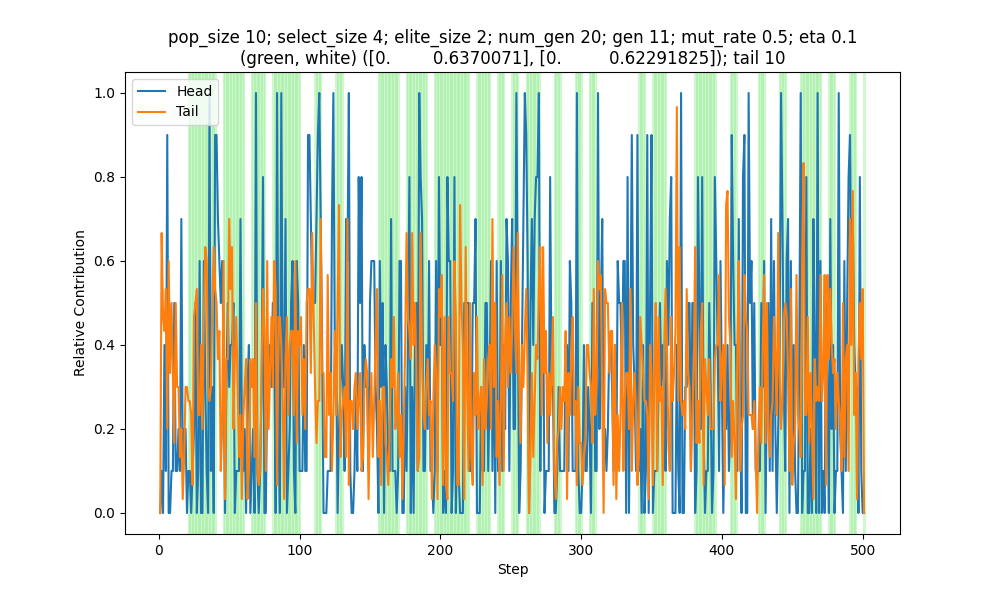 pop_size 10; select_size 4; elite_size 2; num_gen 20; gen 11; mut_rate 0.5; eta 0.1
(green, white) ([0.        0.6370071], [0.         0.62291825]); tail 10
Head
Tail
1.0
0.8
0.6
0.4
0.2
0.0
Relative Contribution
0
100
200
300
400
500
Step